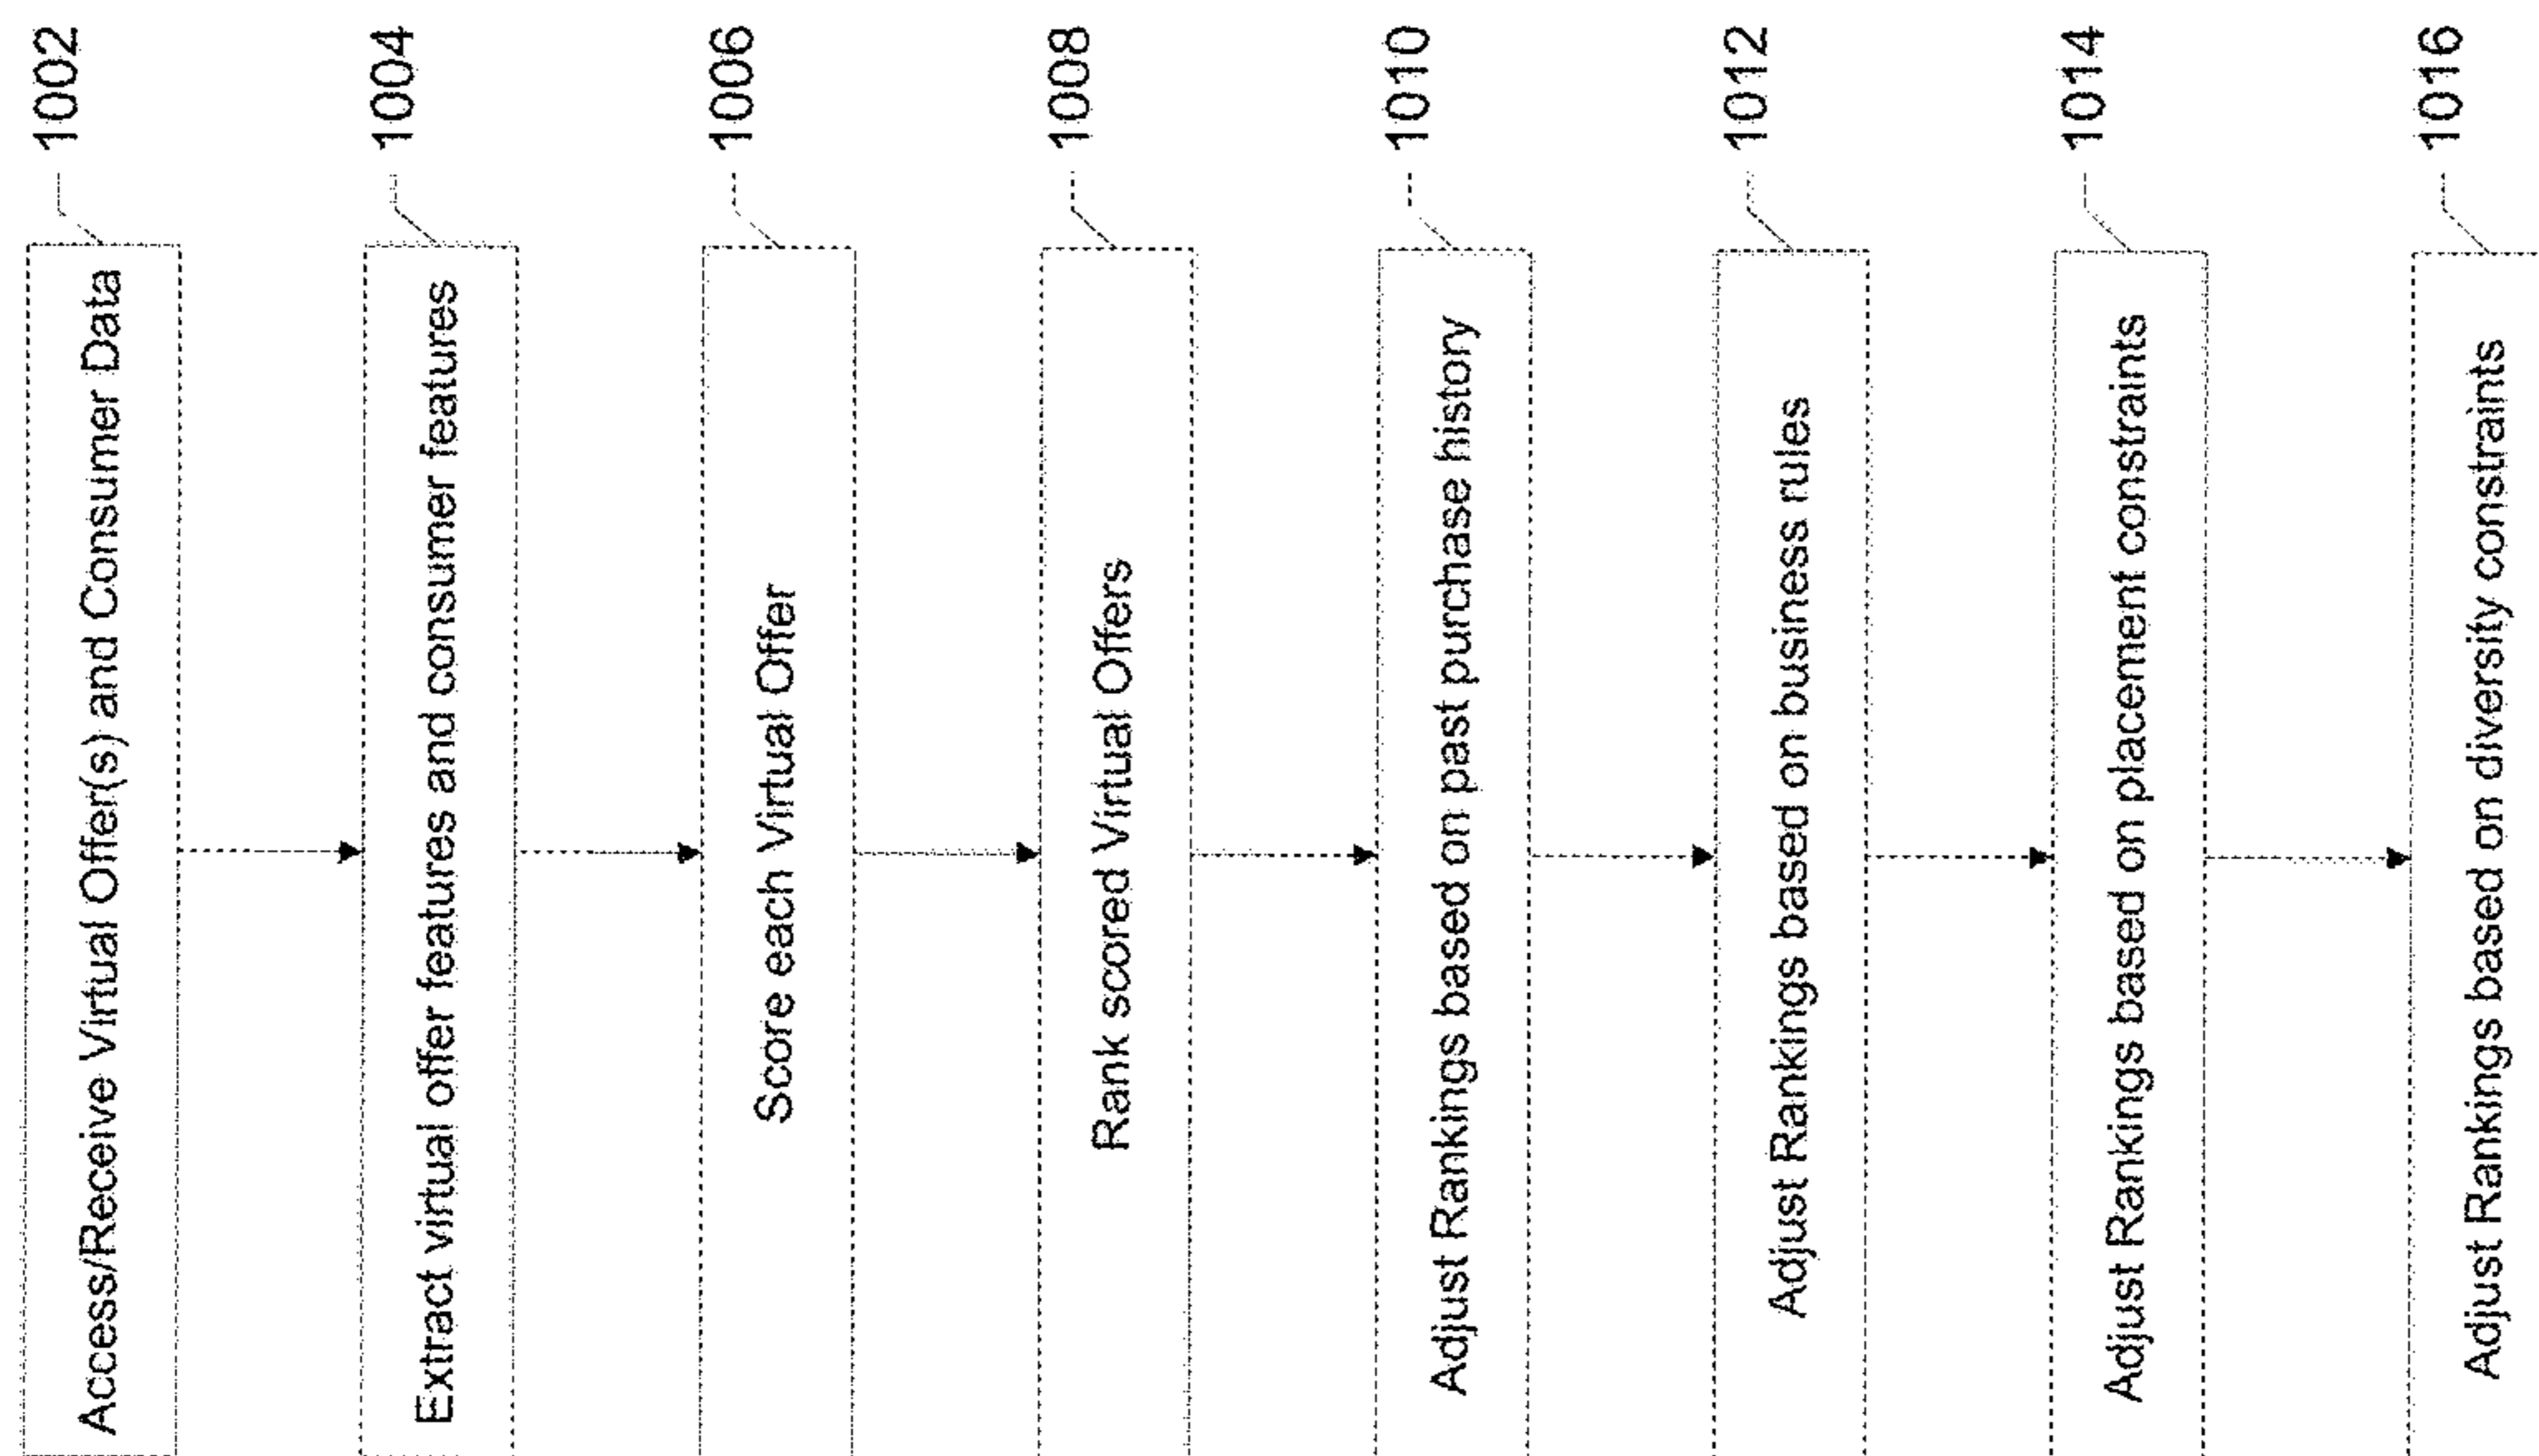 Access/Receive Virtual Offer(s) and Consumer Data
1002
Extract virtual offer features and consumer features
1004
Score each Virtual Offer
1006
Rank scored Virtual Offers
1008
Adjust Rankings based on past purchase history
1010
Adjust Rankings based on business rules
1012
Adjust Rankings based on placement constraints
1014
Adjust Rankings based on diversity constraints
1016